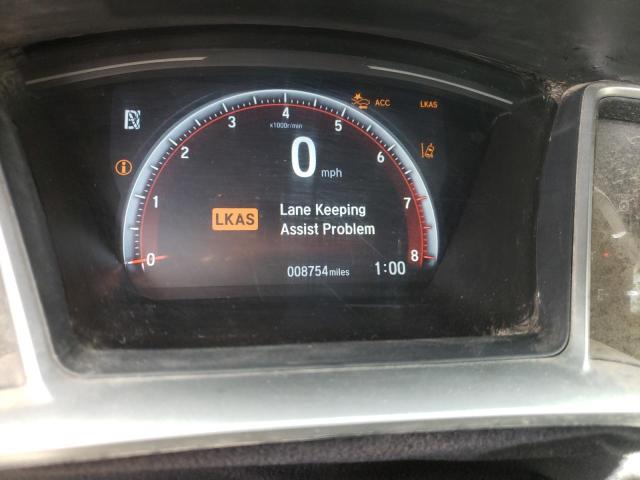 ACC LKAS
4
3 5
x1000r/min
2 6
0 mph
1 7
LKAS Lane Keeping
Assist Problem
0 8
008754 miles 1:00